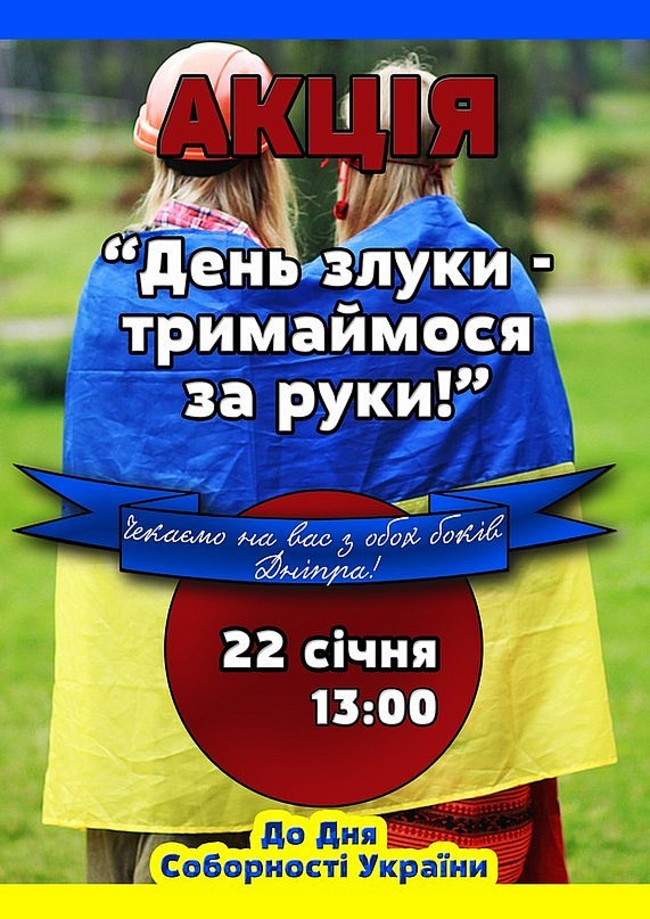 АКЦІЯ
“День злуки -
тримаймося
за руки!”
Чекаємо на вас з обох боків
Дніпра!
22 січня
13:00
До Дня
Соборності України